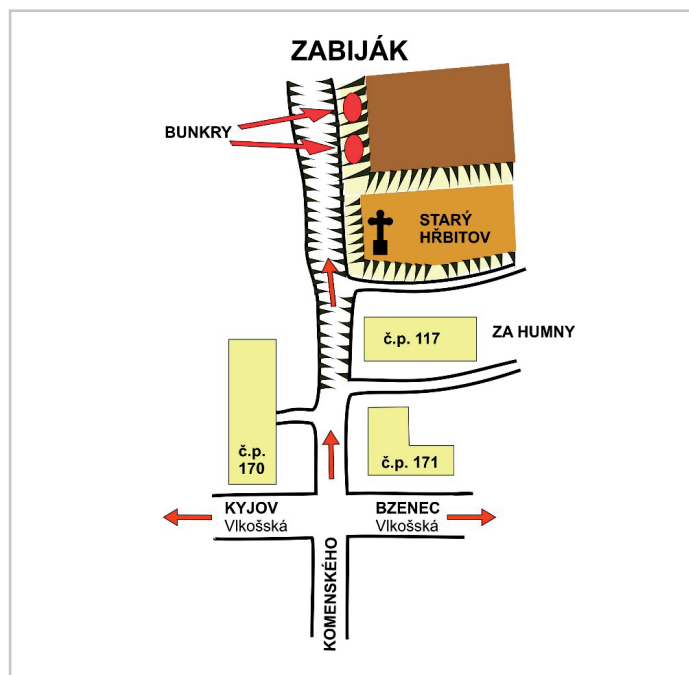 ZABIJÁK
BUNKRY
STARÝ
HŘBITOV
č.p. 117
ZA HUMNY
č.p.
170
č.p. 171
KYJOV
Vlkošská
BZENEC
Vlkošská
KOMENSKÉHO